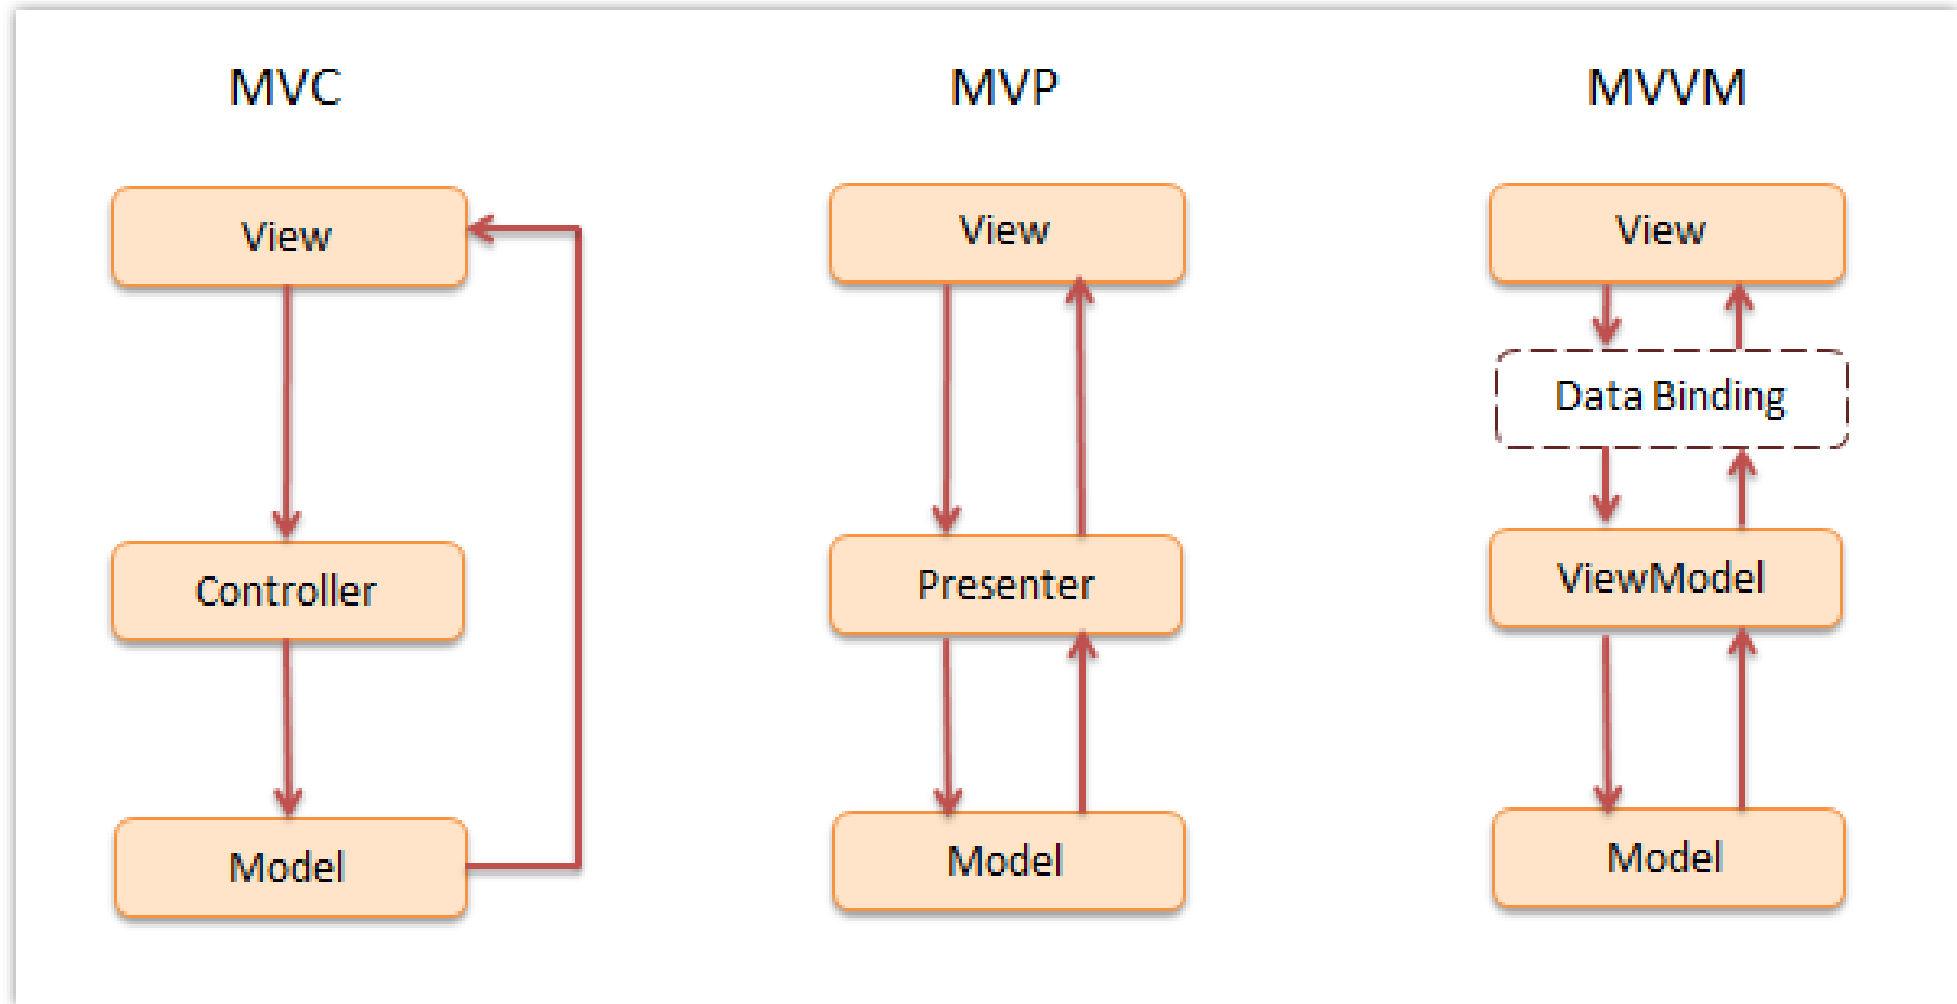 MVC
View
Controller
Model
MVP
View
Presenter
Model
MVVM
View
Data Binding
ViewModel
Model